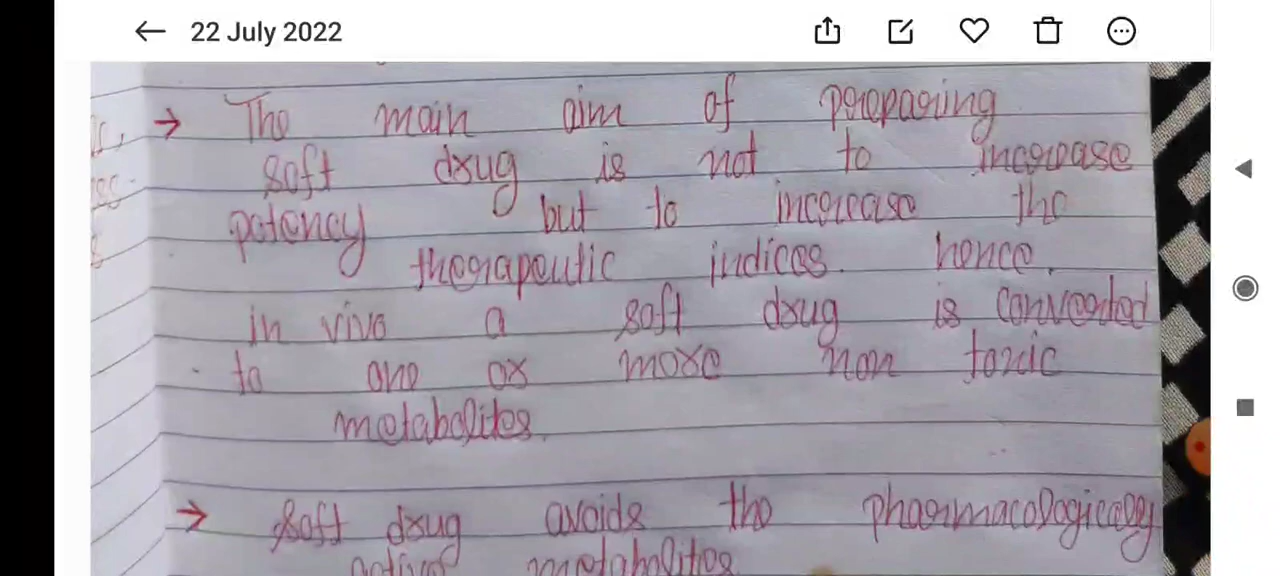 22 July 2022
→ The main aim of preparing
soft drug is not to increase
potency but to increase the
therapeutic indices. hence.
in vivo a soft drug is converted
to one or more non toxic
metabolites.
→ Soft drug avoids the pharmacologically
active metabolites